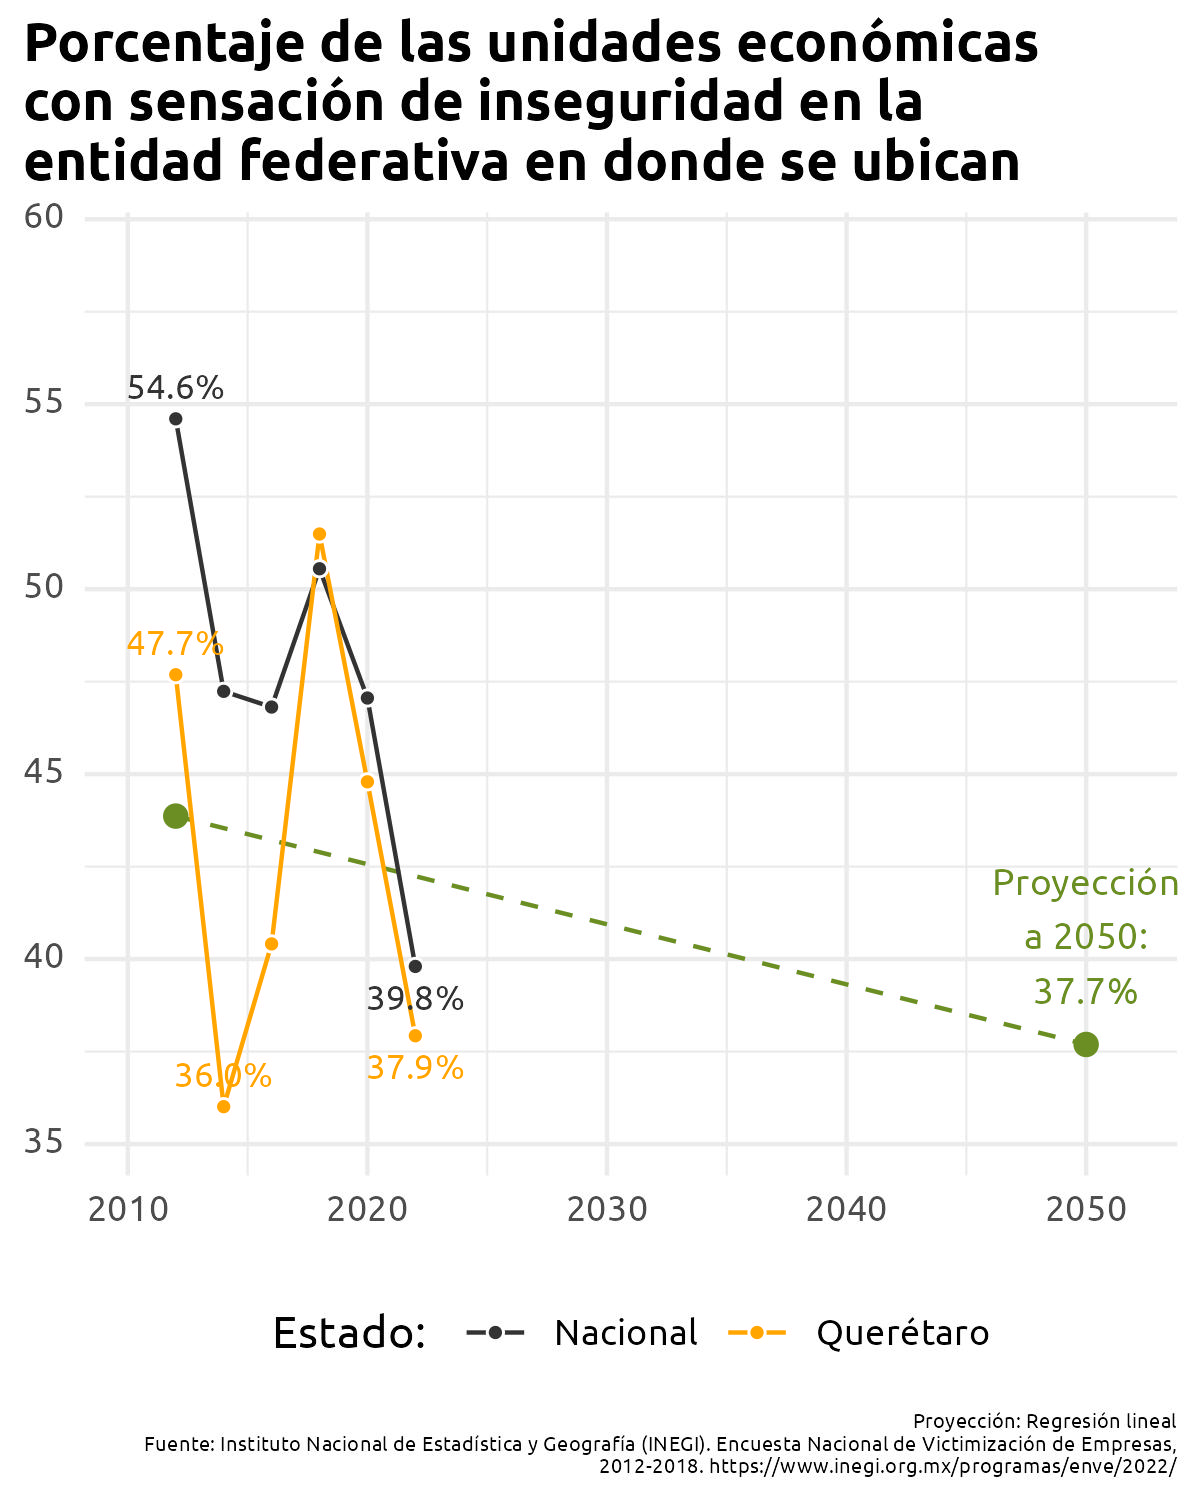 Porcentaje de las unidades económicas
con sensación de inseguridad en la
entidad federativa en donde se ubican
60
55
50
45
40
35
54.6%
47.7%
36.0%
39.8%
37.9%
Proyección
a 2050:
37.7%
2010 2020 2030 2040 2050
Estado: Nacional Querétaro
Proyección: Regresión lineal
Fuente: Instituto Nacional de Estadística y Geografía (INEGI). Encuesta Nacional de Victimización de Empresas,
2012-2018. https://www.inegi.org.mx/programas/enve/2022/